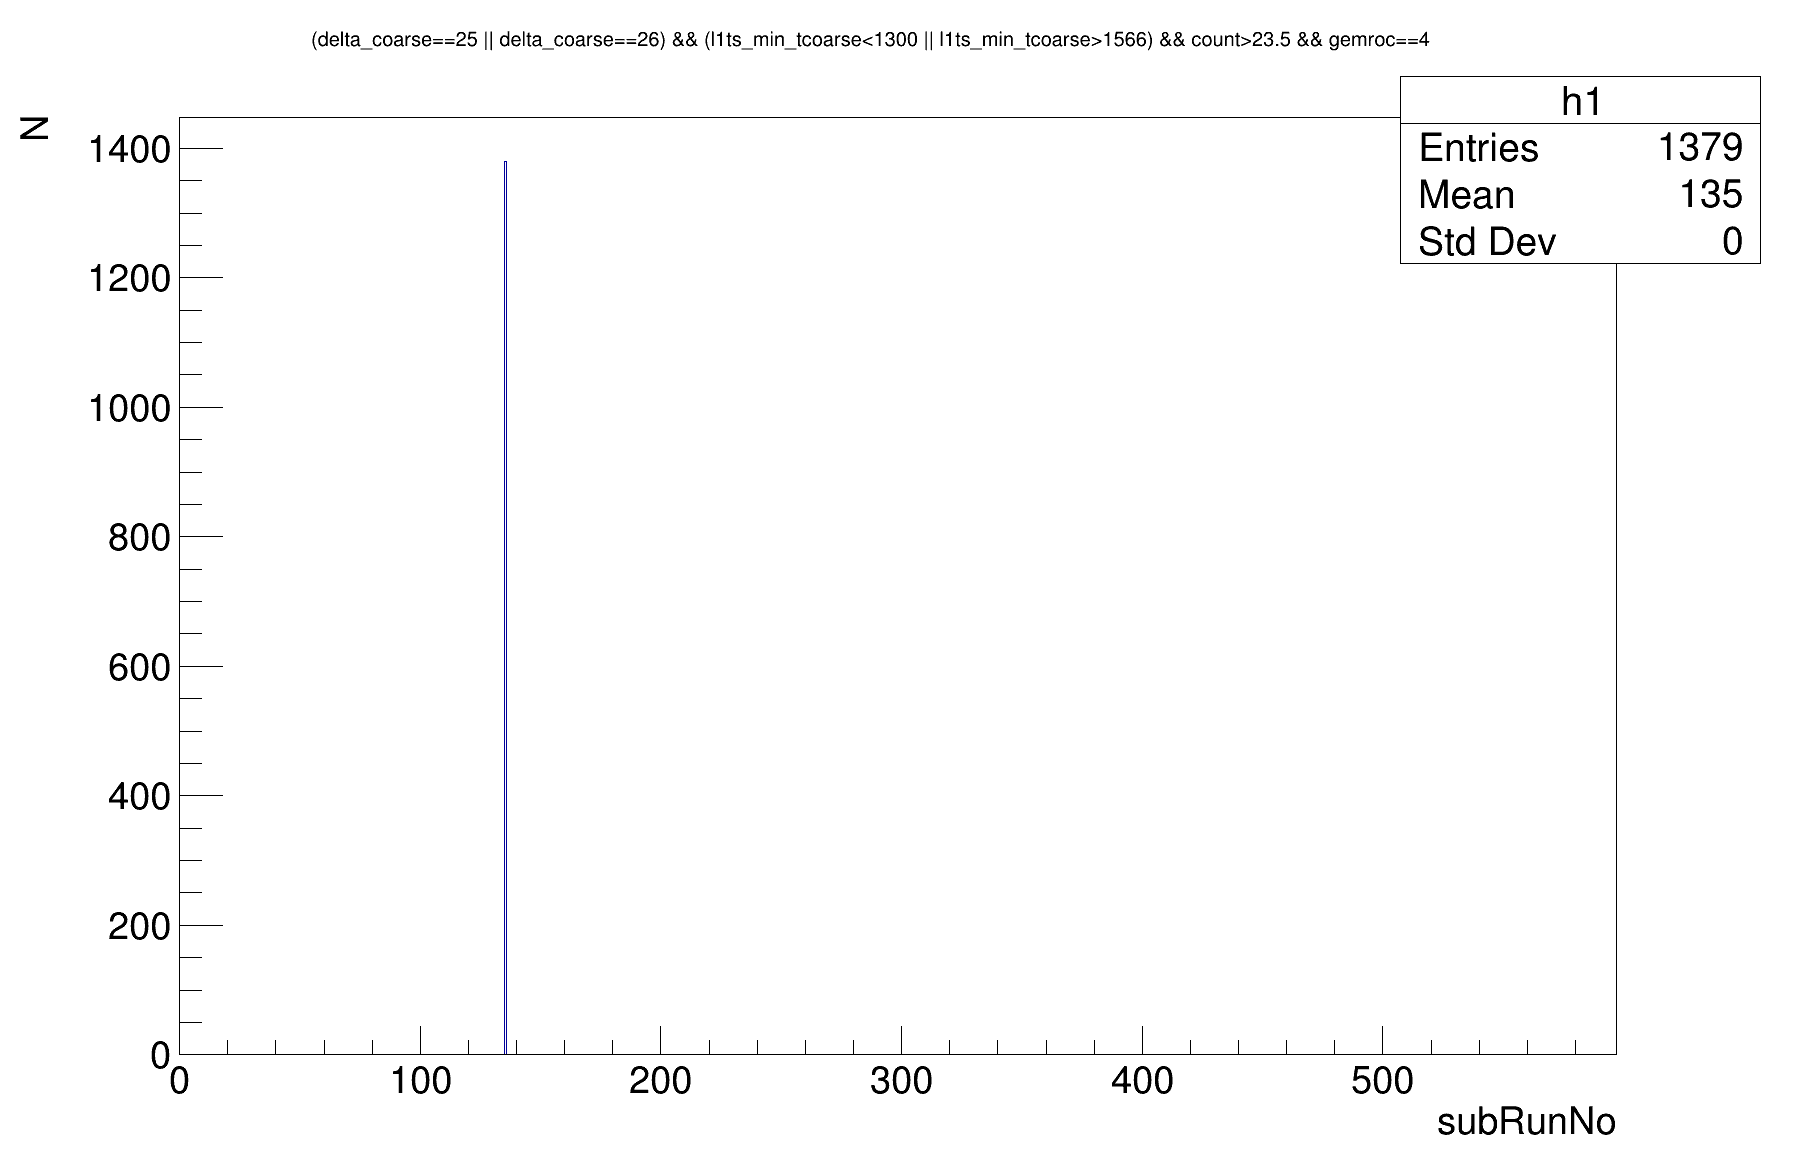 (delta_coarse==25 || delta_coarse==26) && (l1ts_min_tcoarse<1300 || l1ts_min_tcoarse>1566) && count>23.5 && gemroc==4
h1
Entries 1379
Mean 135
Std Dev 0
N
1400
1200
1000
800
600
400
200
0
0 100 200 300 400 500
subRunNo